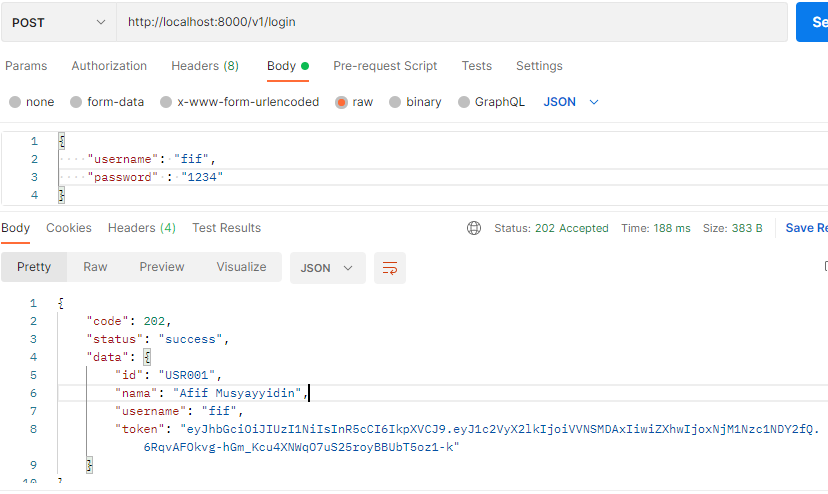 POST http://localhost:8000/v1/login Se
Params Authorization Headers (8) Body Pre-request Script Tests Settings
none form-data x-www-form-urlencoded raw binary GraphQL JSON
1 {
2 "username": "fif",
3 "password" : "1234"
4 }
Body Cookies Headers (4) Test Results Status: 202 Accepted Time: 188 ms Size: 383 B Save Re
Pretty Raw Preview Visualize JSON
1 {
2 "code": 202,
3 "status": "success",
4 "data": {
5 "id": "USR001",
6 "nama": "Afif Musyayyidin",
7 "username": "fif",
8 "token": "eyJhbGciOiJIUzI1NiIsInR5cCI6IkpXVCJ9.eyJ1c2VyX2lkIjoiVVNSMDAxIiwiZXhwIjoxNjM1Nzc1NDY2fQ.
6RqvAFOkvg-hGm_Kcu4XNWqO7uS25royBBUbT5oz1-k"
9 }
10 }